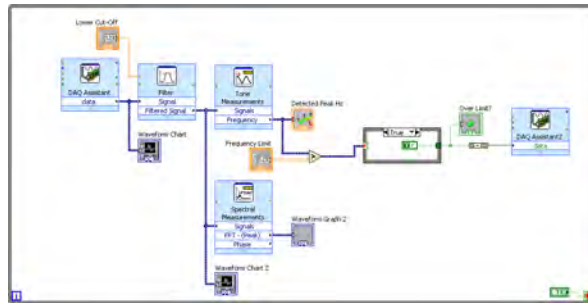 Lower Cut-Off
DAQ Assistant
data
Filter
Signal
Filtered Signal
Waveform Chart
Tone Measurements
Signals
Frequency
Detected Peak Hz
Frequency Limit
True
Over Limit?
DAQ Assistant2
data
Spectral Measurements
Signals
FFT - (Peak)
Phase
Waveform Graph 2
Waveform Chart 2
i